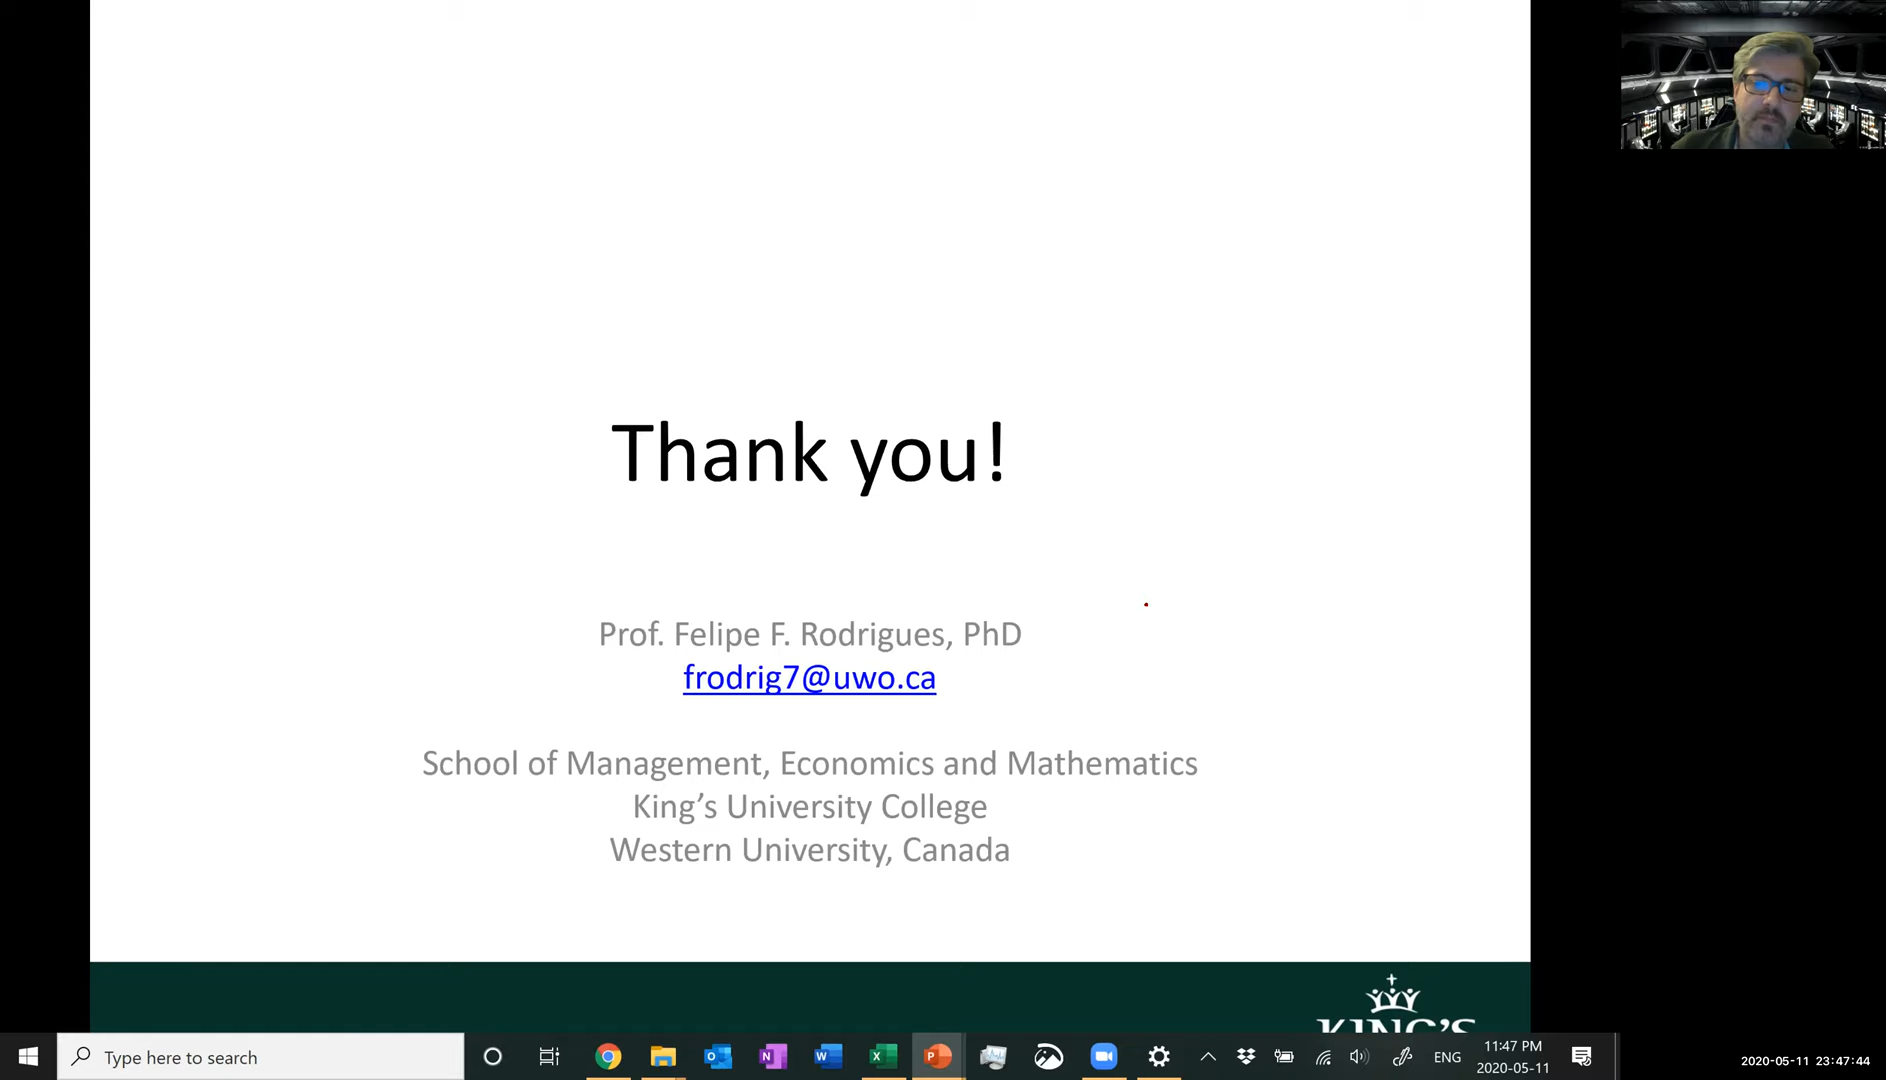 Thank you!
Prof. Felipe F. Rodrigues, PhD
frodrig7@uwo.ca
School of Management, Economics and Mathematics
King's University College
Western University, Canada
KING'S
Type here to search
ENG
11:47 PM
2020-05-11
2020-05-11 23:47:44